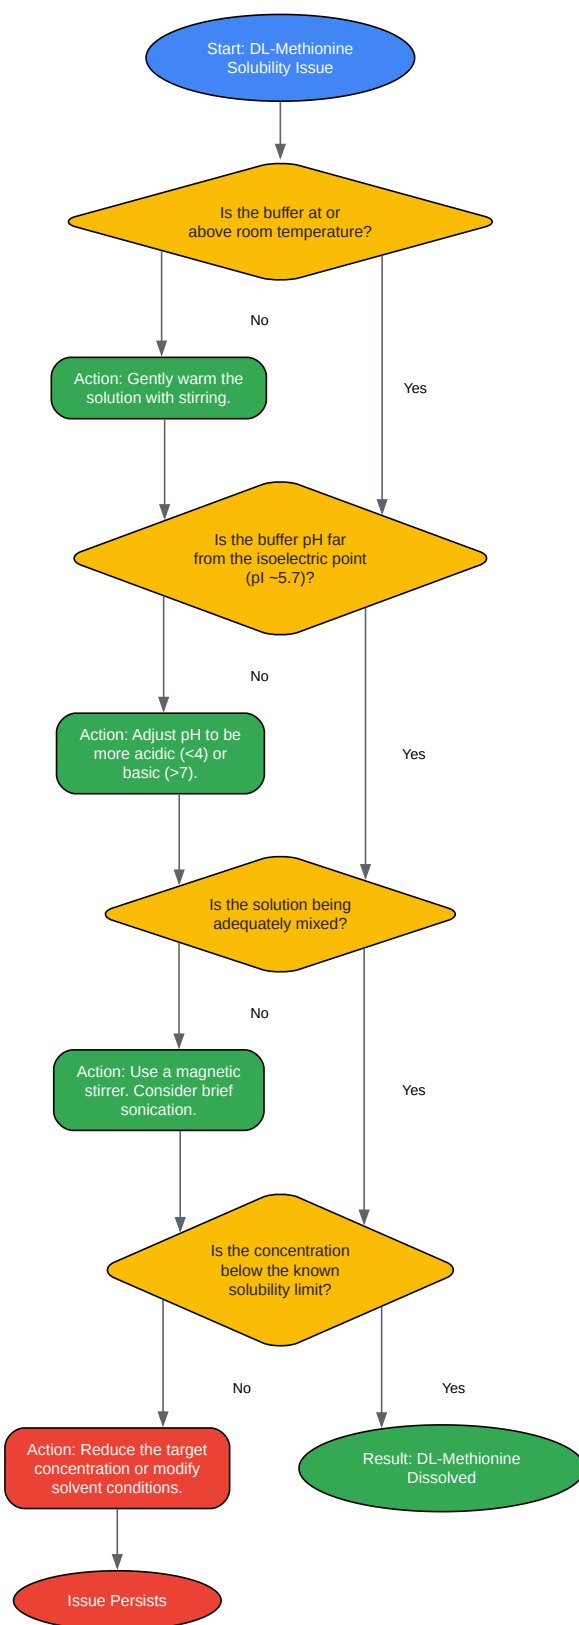 Start: DL-Methionine
Solubility Issue
Is the buffer at or
above room temperature?
No
Action: Gently warm the
solution with stirring.
Yes
Is the buffer pH far
from the isoelectric point
(pI ~5.7)?
No
Action: Adjust pH to be
more acidic (<4) or
basic (>7).
Yes
Is the solution being
adequately mixed?
No
Action: Use a magnetic
stirrer. Consider brief
sonication.
Yes
Is the concentration
below the known
solubility limit?
No
Yes
Action: Reduce the target
concentration or modify
solvent conditions.
Result: DL-Methionine
Dissolved
Issue Persists